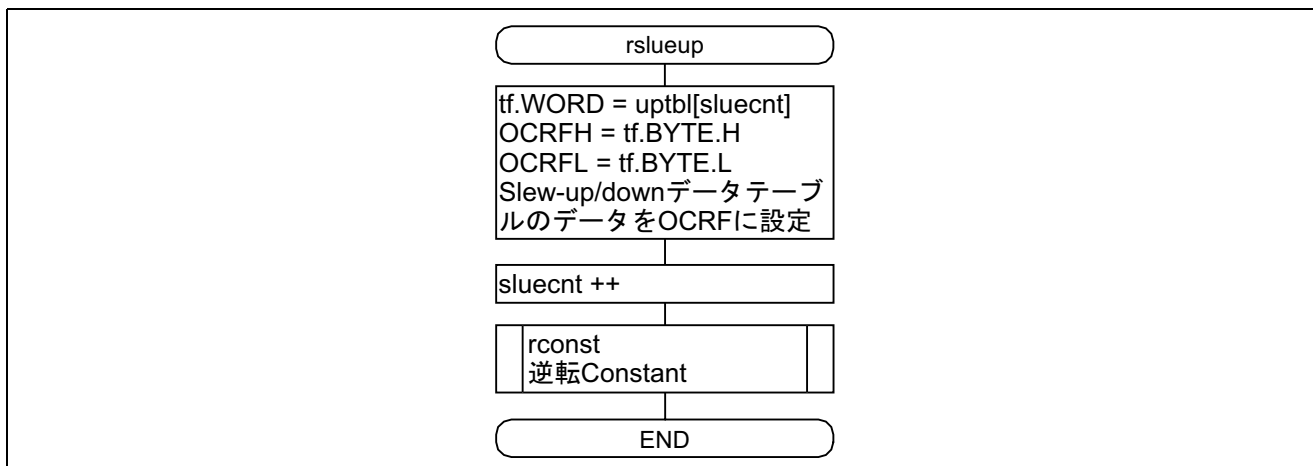 rslueup
tf.WORD = uptbl[sluecnt]
OCRFH = tf.BYTE.H
OCRFL = tf.BYTE.L
Slew-up/downデータテーブ
ルのデータをOCRFに設定
sluecnt ++
rconst
逆転Constant
END